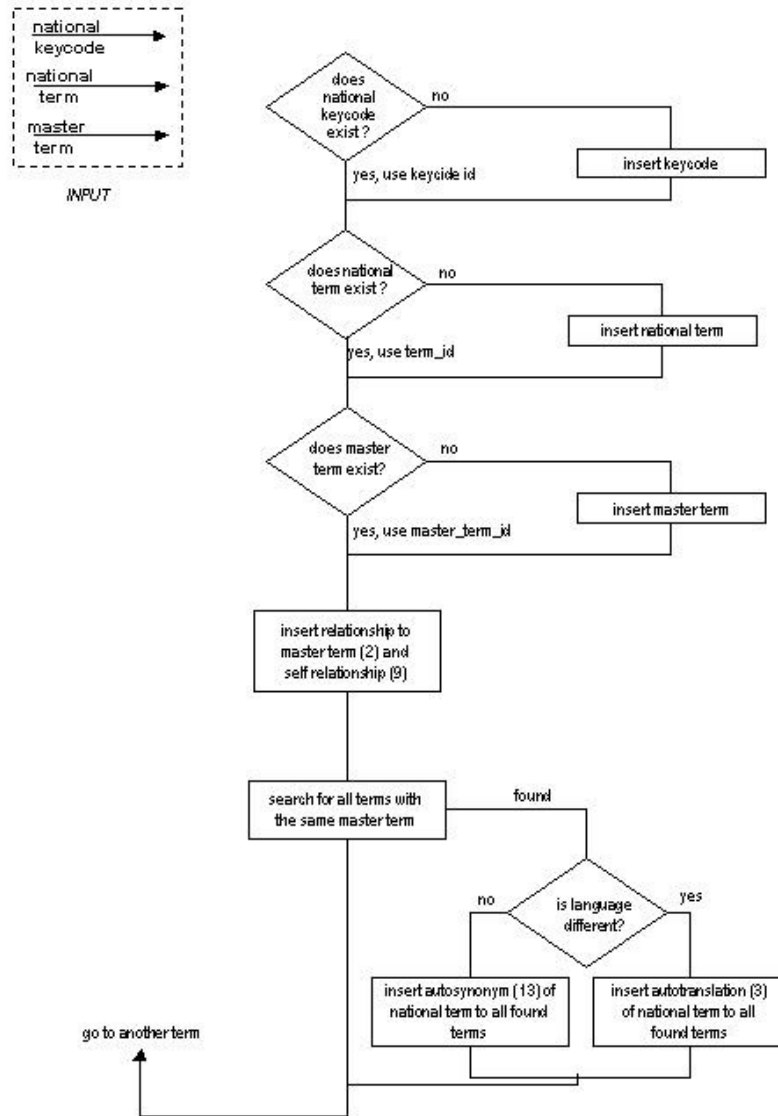 national
keycode
national
term
master
term
INPUT
does
national
keycode
exist ?
no
insert keycode
yes, use keycide id
does national
term exist ?
no
insert national term
yes, use term_id
does master
term exist?
no
insert master term
yes, use master_term_id
insert relationship to
master term (2) and
self relationship (9)
search for all terms with
the same master term
found
is language
different?
no
yes
insert autosynonym (13) of
national term to all found
terms
insert autotranslation (3)
of national term to all
found terms
go to another term